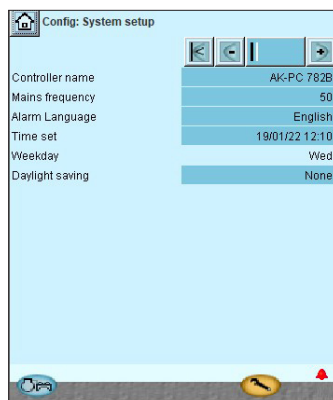 Config: System setup
Controller name AK-PC 782B
Mains frequency 50
Alarm Language English
Time set 19/01/22 12:10
Weekday Wed
Daylight saving None